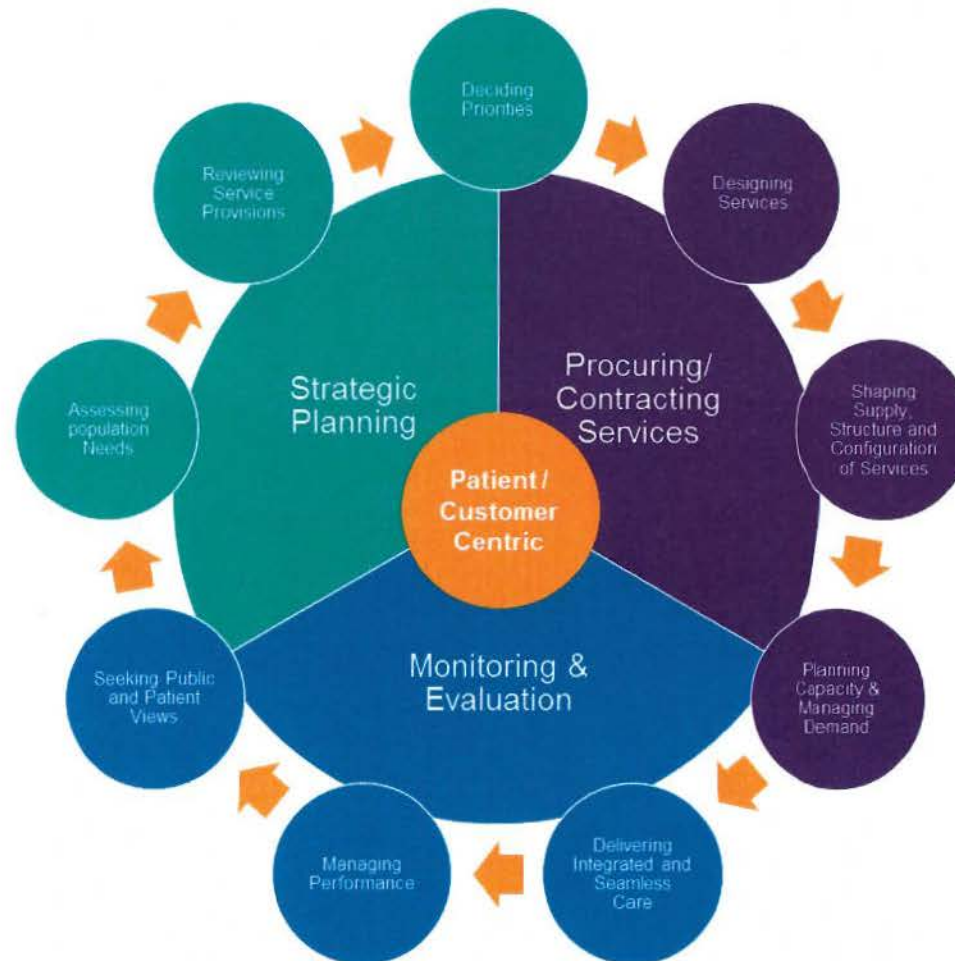 Deciding
Priorities
Designing
Services
Shaping
Supply,
Structure and
Configuration
of Services
Planning
Capacity &
Managing
Demand
Delivering
Integrated and
Seamless
Care
Managing
Performance
Seeking Public
and Patient
Views
Assessing
population
Needs
Reviewing
Service
Provisions
Strategic
Planning
Procuring/
Contracting
Services
Monitoring &
Evaluation
Patient /
Customer
Centric